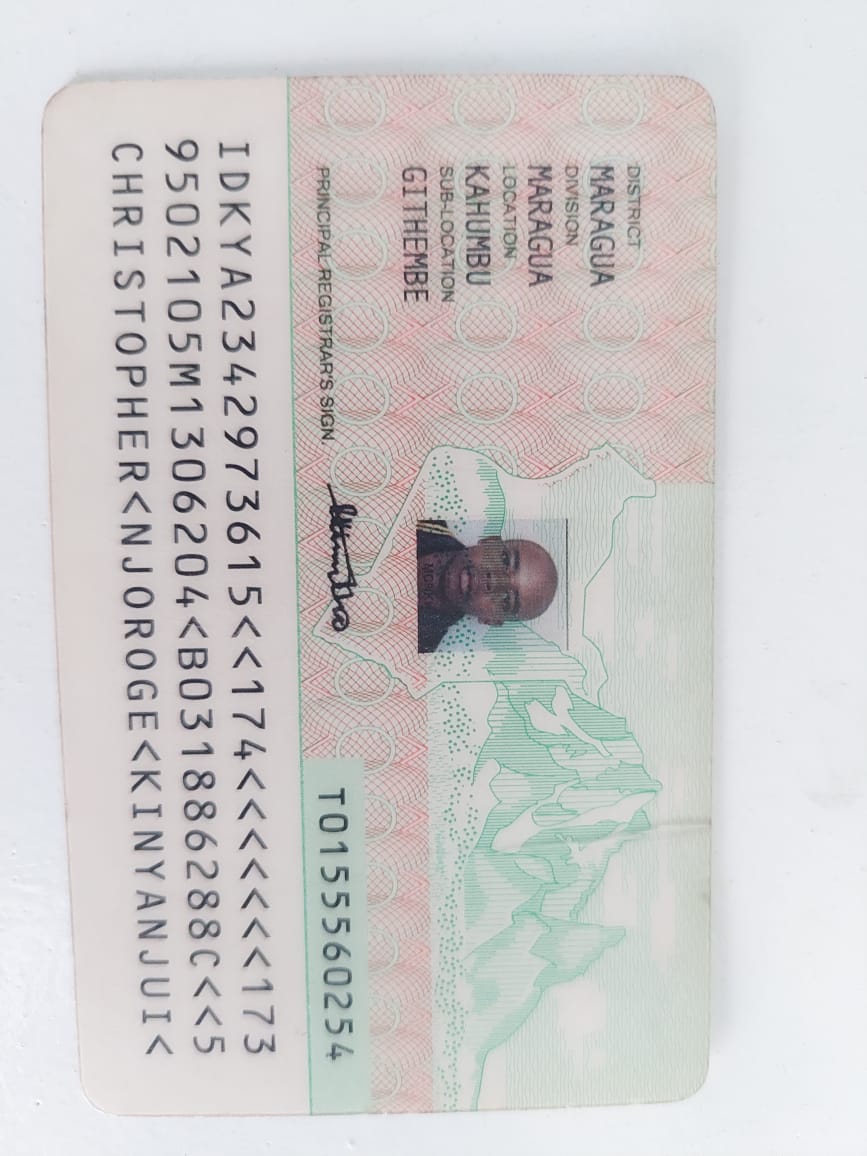 DISTRICT
MARAGUA
DIVISION
MARAGUA
LOCATION
KAHUMBU
SUB-LOCATION
GITHEMBE
PRINCIPAL REGISTRAR'S SIGN.
T0155560254
IDKYA2342973615<<174<<<<<<<173
9502105M1306204<B031886288C<<5
CHRISTOPHER<NJOROGE<KINYANJUI<